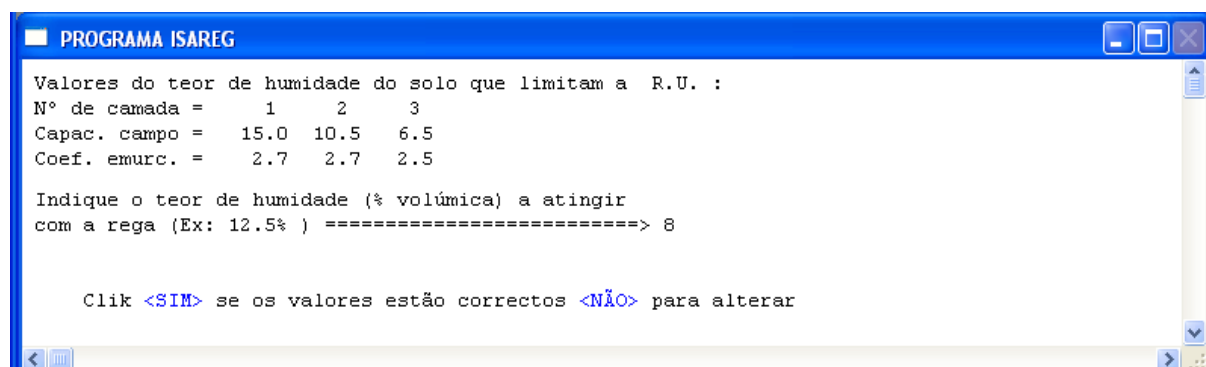 PROGRAMA ISAREG
Valores do teor de humidade do solo que limitam a R.U. :
Nº de camada = 1 2 3
Capac. campo = 15.0 10.5 6.5
Coef. emurc. = 2.7 2.7 2.5
Indique o teor de humidade (% volúmica) a atingir
com a rega (Ex: 12.5% ) ==========================> 8
Clik <SIM> se os valores estão correctos <NÃO> para alterar